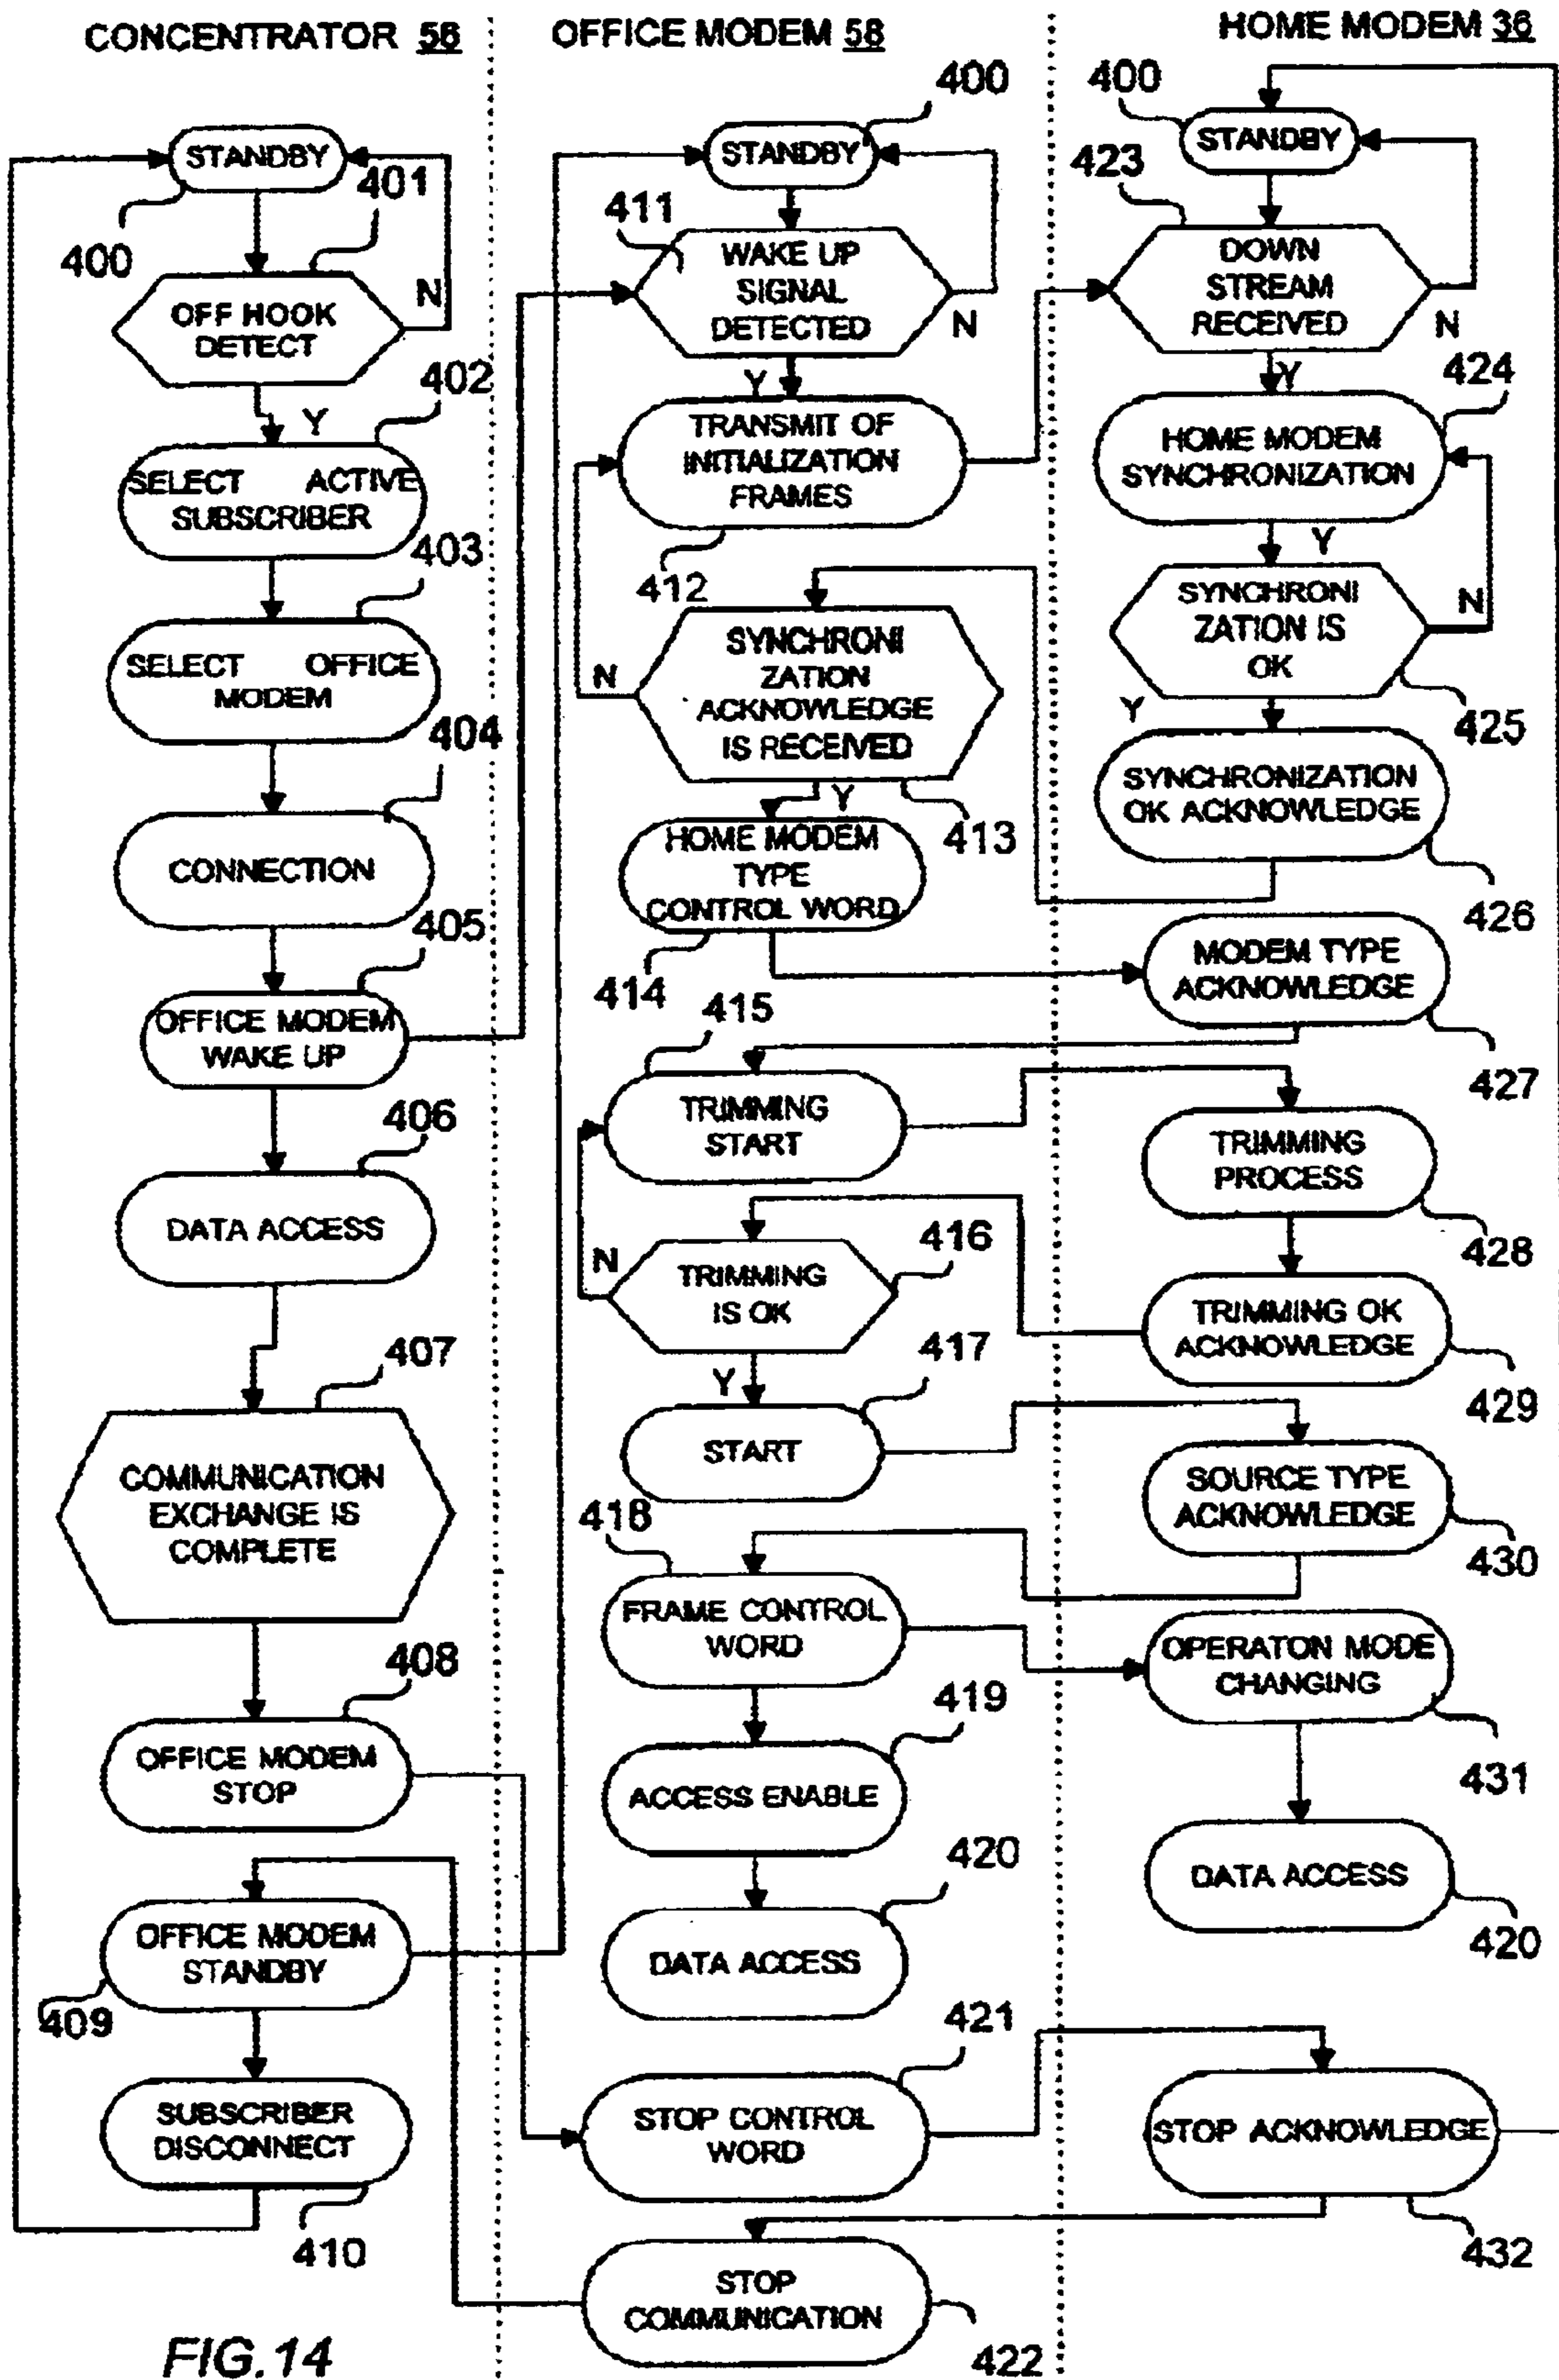 CONCENTRATOR 56
STANDBY
400
401
OFF HOOK
DETECT
N
Y
402
SELECT ACTIVE
SUBSCRIBER
403
SELECT OFFICE
MODEM
404
CONNECTION
405
OFFICE MODEM
WAKE UP
406
DATA ACCESS
407
COMMUNICATION
EXCHANGE IS
COMPLETE
408
OFFICE MODEM
STOP
OFFICE MODEM
STANDBY
409
SUBSCRIBER
DISCONNECT
410
FIG.14
OFFICE MODEM 58
400
STANDBY
411
WAKE UP
SIGNAL
DETECTED
N
Y
TRANSMIT OF
INITIALIZATION
FRAMES
412
SYNCHRONI
ZATION
ACKNOWLEDGE
IS RECEIVED
N
Y
413
HOME MODEM
TYPE
CONTROL WORD
414
415
TRIMMING
START
416
N
TRIMMING
IS OK
Y
417
START
418
FRAME CONTROL
WORD
419
ACCESS ENABLE
420
DATA ACCESS
421
STOP CONTROL
WORD
STOP
COMMUNICATION
422
HOME MODEM 36
400
STANDBY
423
DOWN
STREAM
RECEIVED
N
Y
424
HOME MODEM
SYNCHRONIZATION
Y
SYNCHRONI
ZATION IS
OK
N
Y
425
SYNCHRONIZATION
OK ACKNOWLEDGE
426
MODEM TYPE
ACKNOWLEDGE
427
TRIMMING
PROCESS
428
TRIMMING OK
ACKNOWLEDGE
429
SOURCE TYPE
ACKNOWLEDGE
430
OPERATON MODE
CHANGING
431
DATA ACCESS
420
STOP ACKNOWLEDGE
432